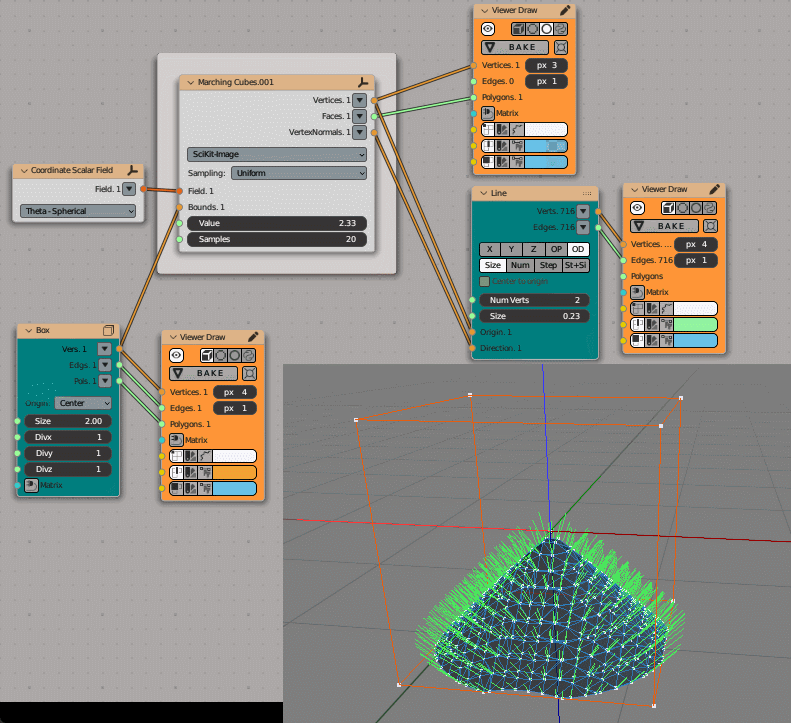 Viewer Draw
BAKE
Vertices. 1
px 3
Edges. 0
px 1
Polygons. 1
Matrix
Marching Cubes.001
Vertices. 1
Faces. 1
VertexNormals. 1
SciKit-Image
Sampling:
Uniform
Field. 1
Bounds. 1
Value
2.33
Samples
20
Coordinate Scalar Field
Field. 1
Theta - Spherical
Line
Verts. 716
Edges. 716
X
Y
Z
OP
OD
Size
Num
Step
St+Si
Num Verts
2
Size
0.23
Origin. 1
Direction. 1
Viewer Draw
BAKE
Vertices. ...
px 4
Edges. 716
px 1
Polygons
Matrix
Box
Vers. 1
Edgs. 1
Pols. 1
Origin:
Center
Size
2.00
Divx
1
Divy
1
Divz
1
Matrix
Viewer Draw
BAKE
Vertices. 1
px 4
Edges. 1
px 1
Polygons. 1
Matrix